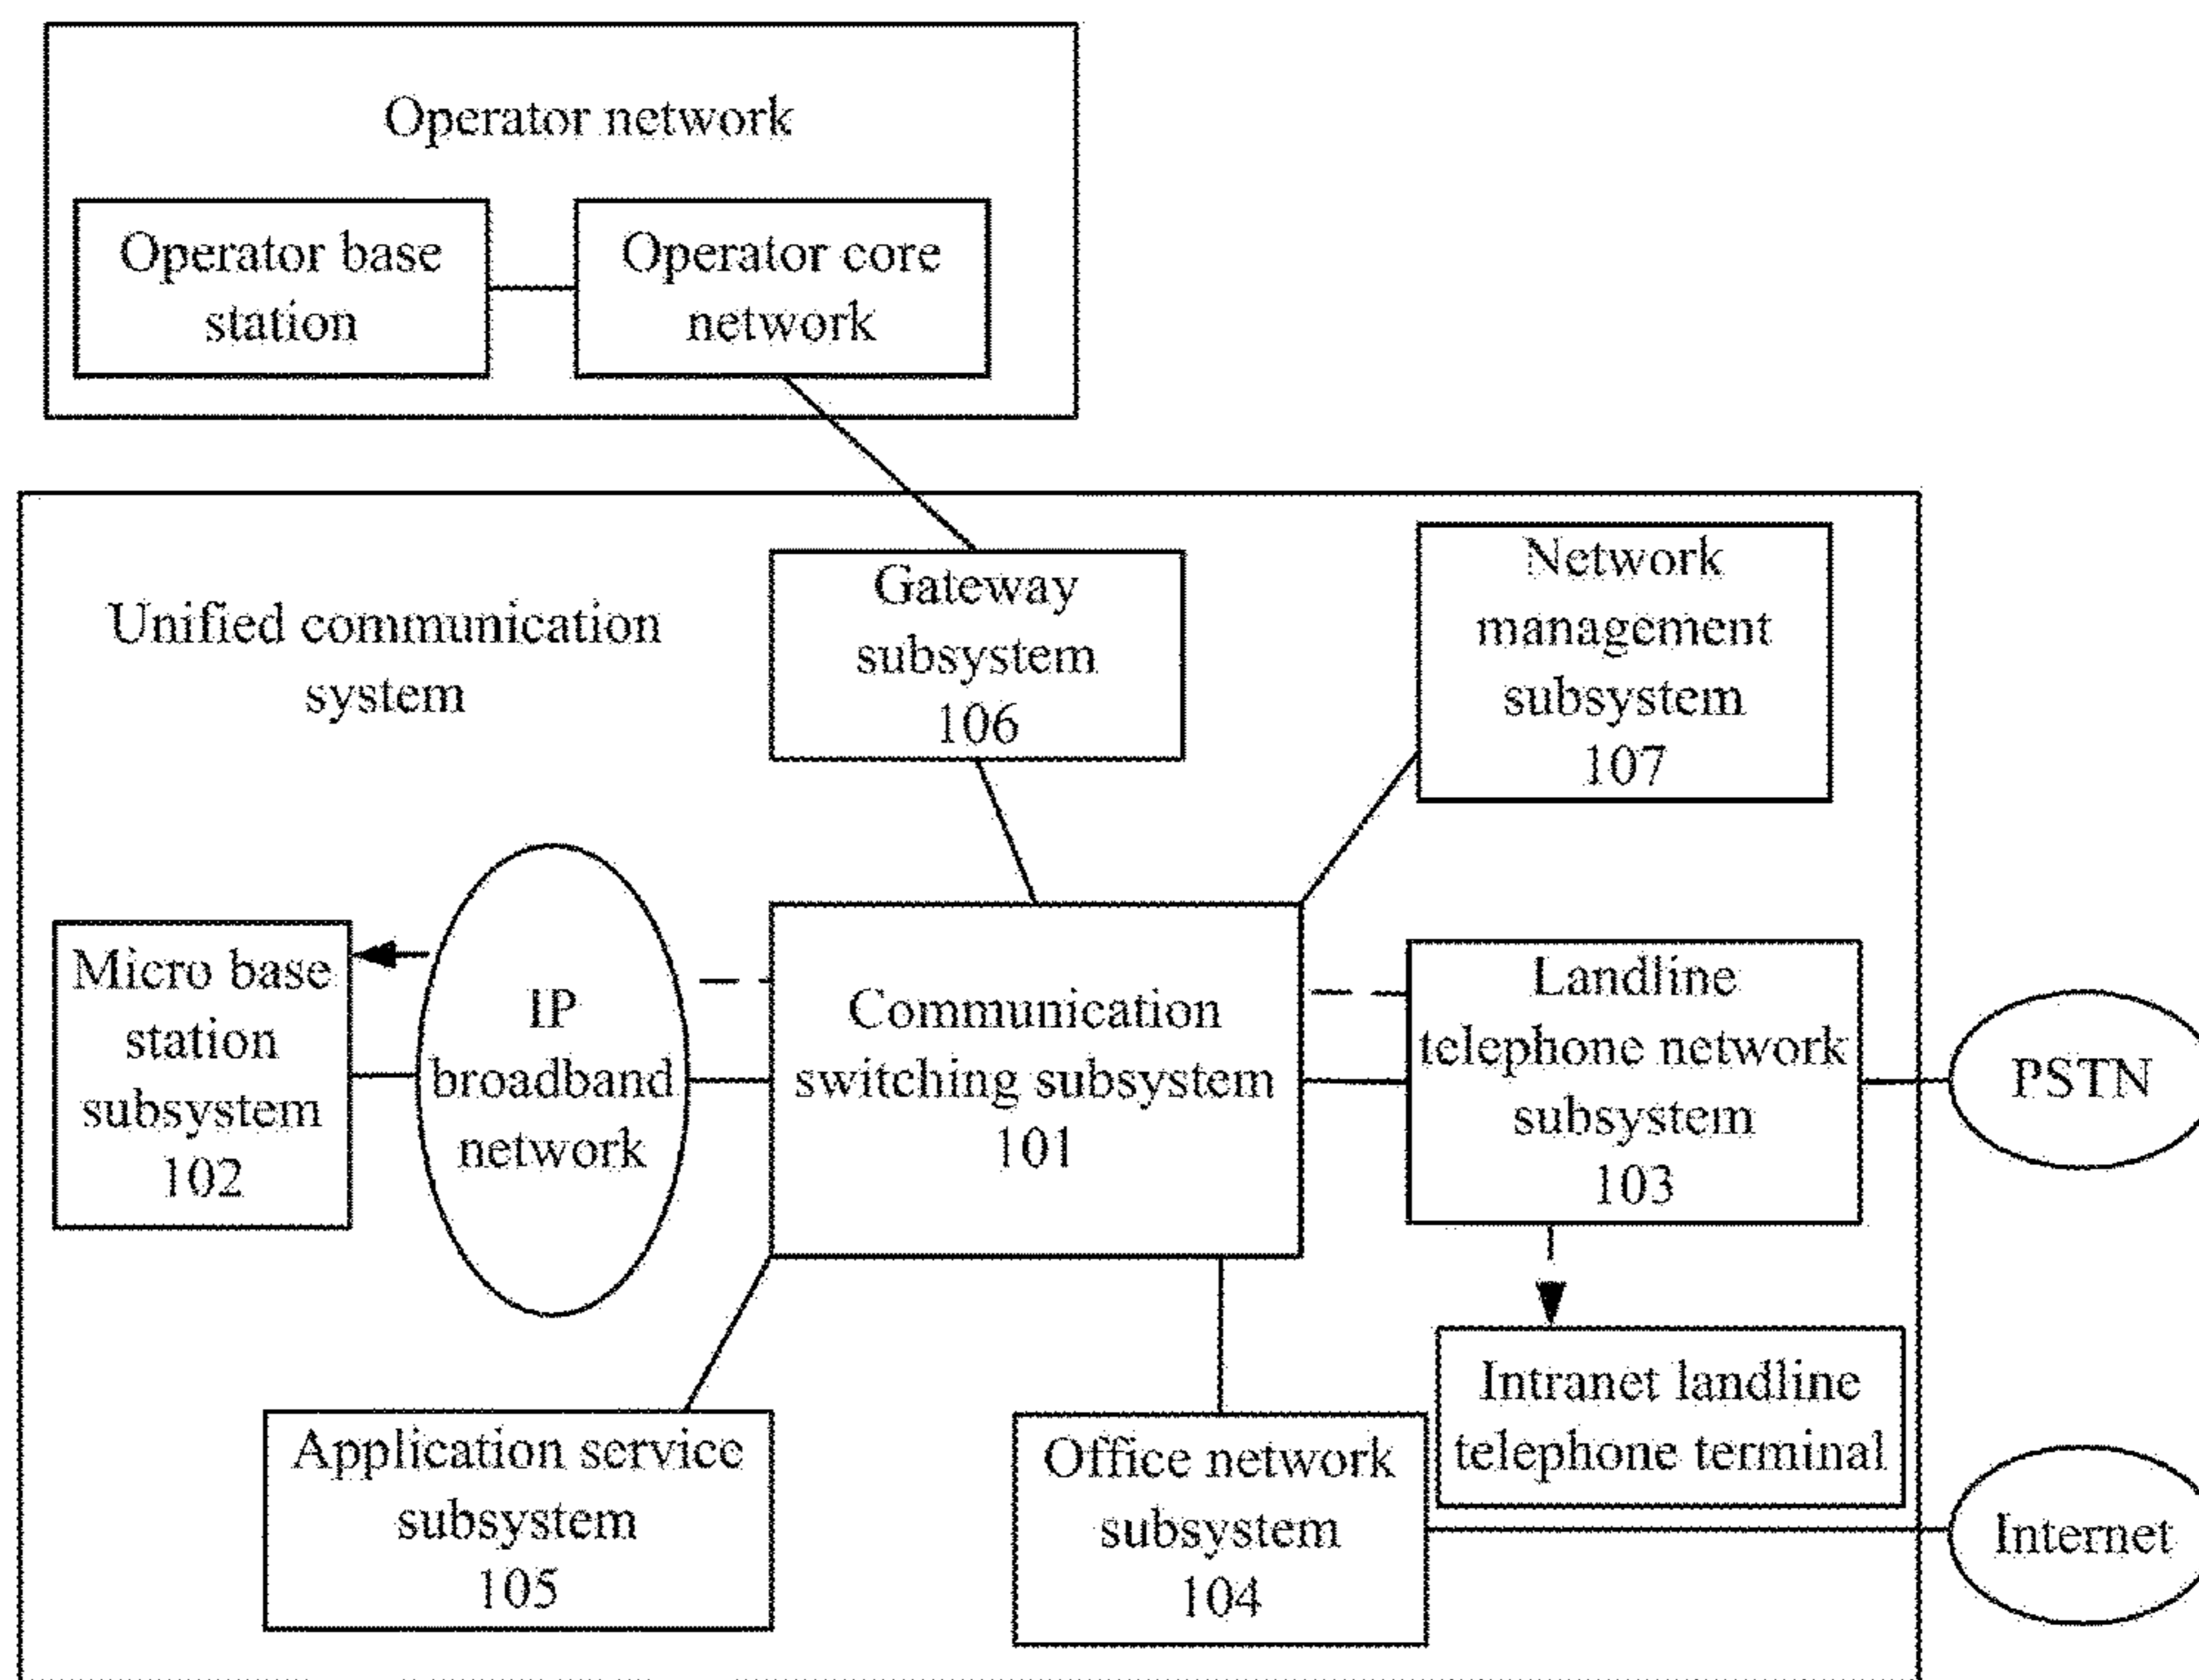 Operator network
Operator base
station
Operator core
network
Unified communication
system
Gateway
subsystem
106
Network
management
subsystem
107
Micro base
station
subsystem
102
IP
broadband
network
Communication
switching subsystem
101
Landline
telephone network
subsystem
103
PSTN
Intranet landline
telephone terminal
Application service
subsystem
105
Office network
subsystem
104
Internet